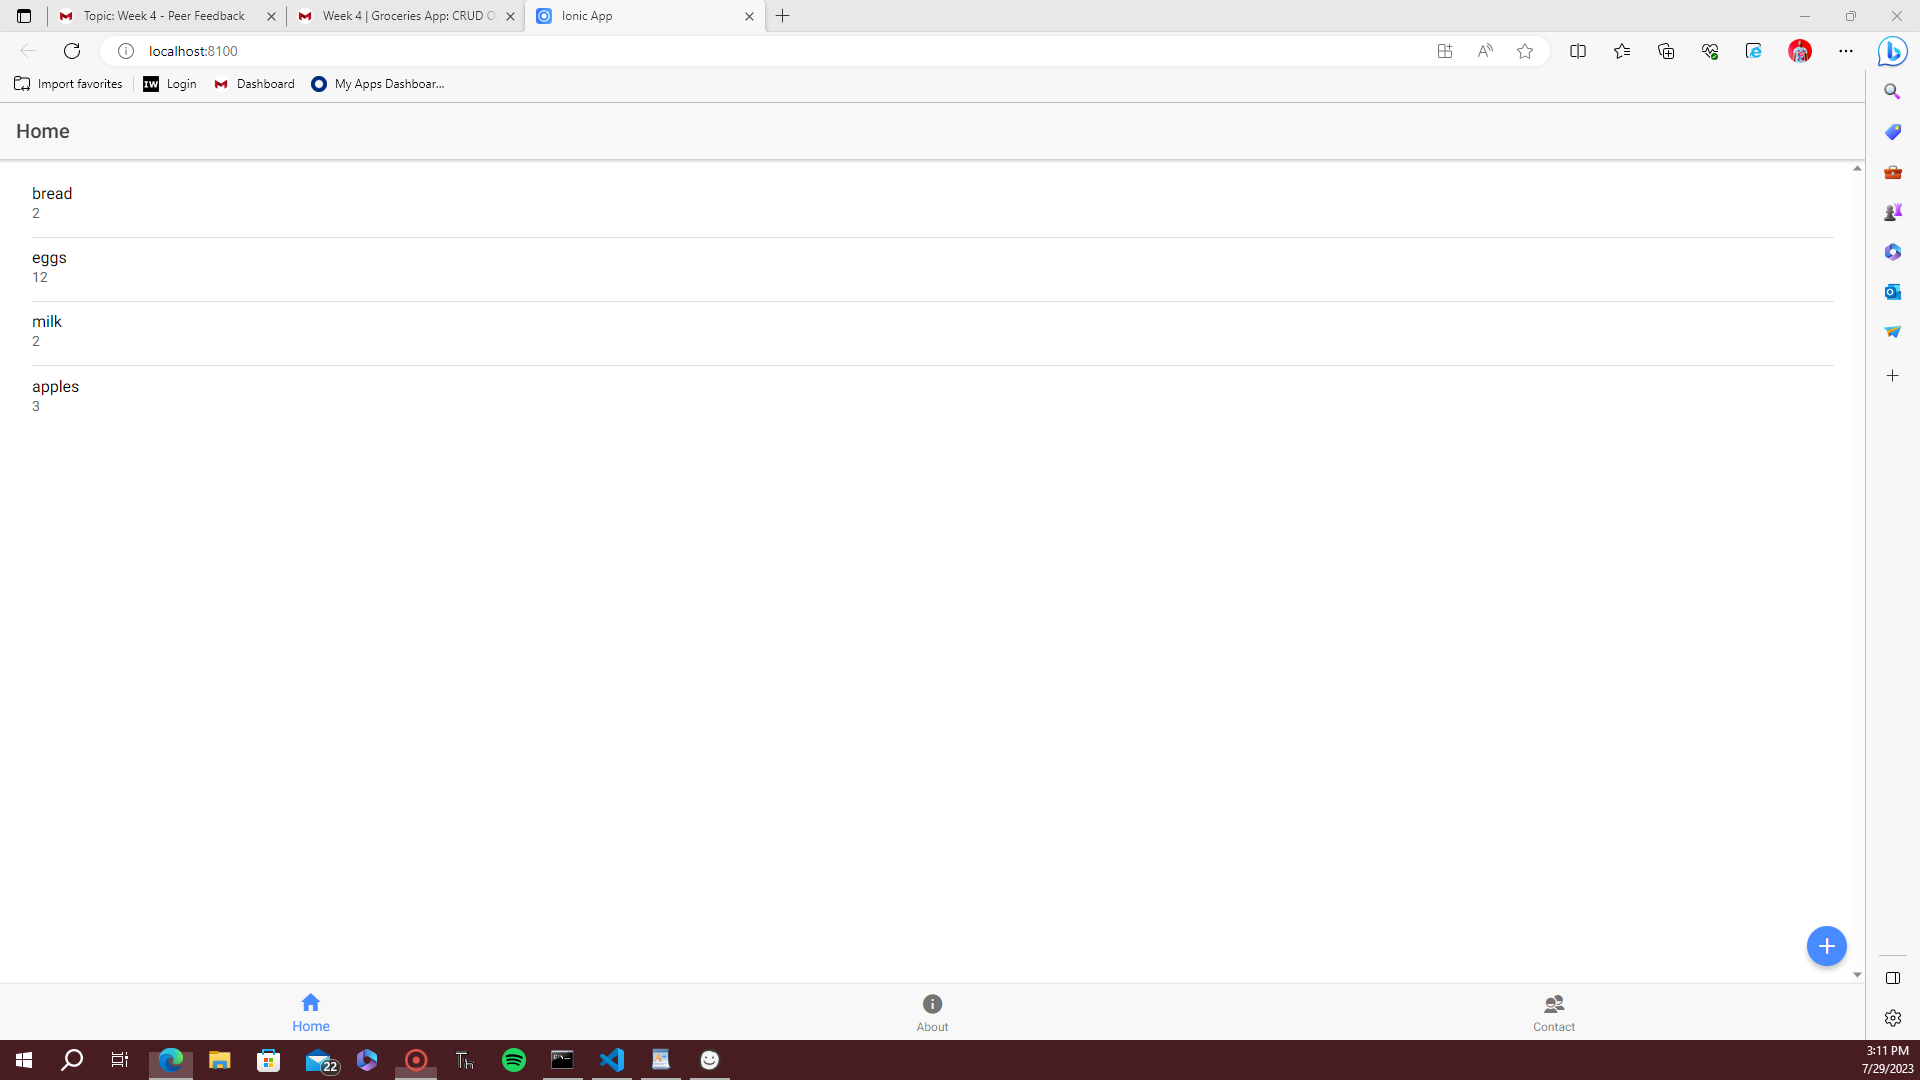 Topic: Week 4 - Peer Feedback
Week 4 | Groceries App: CRUD O
Ionic App
localhost:8100
Import favorites
IW Login
Dashboard
My Apps Dashboar...
Home
bread
2
eggs
12
milk
2
apples
3
Home
About
Contact
22
Th
3:11 PM
7/29/2023